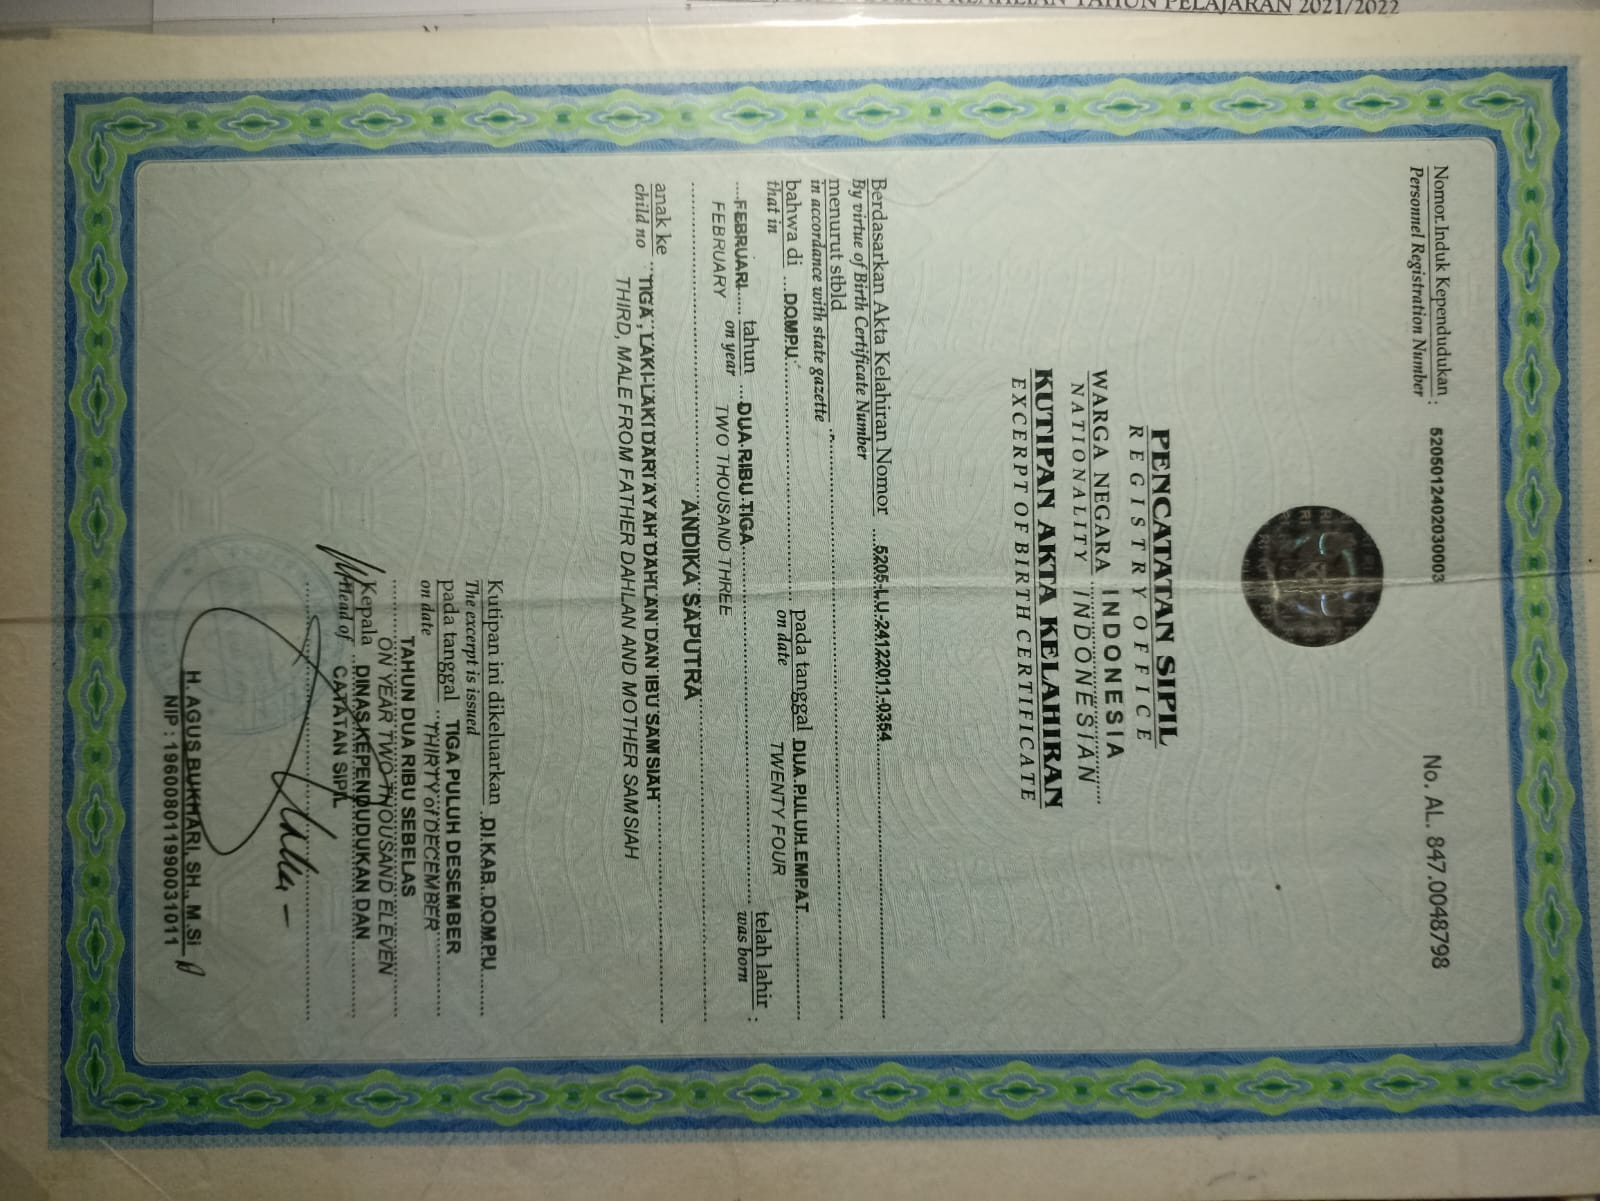 KEAHLIAN TAHUN PELAJARAN 2021/2022
Nomor Induk Kependudukan : 5205012402030003
Personnel Registration Number
No. AL. 847.0048798
PENCATATAN SIPIL
REGISTRY OFFICE
WARGA NEGARA INDONESIA
NATIONALITY INDONESIAN
KUTIPAN AKTA KELAHIRAN
EXCERPT OF BIRTH CERTIFICATE
Berdasarkan Akta Kelahiran Nomor 5205-LU-24122011-0354
By virtue of Birth Certificate Number
menurut stbld
in accordance with state gazette
bahwa di DOMPU pada tanggal DUA PULUH EMPAT
that in on date TWENTY FOUR
FEBRUARI tahun DUA RIBU TIGA telah lahir :
FEBRUARY on year TWO THOUSAND THREE was born
ANDIKA SAPUTRA
anak ke TIGA, LAKI-LAKI DARI AYAH DAHLAN DAN IBU SAMSIAH
child no THIRD, MALE FROM FATHER DAHLAN AND MOTHER SAMSIAH
Kutipan ini dikeluarkan DI KAB. DOMPU
The excerpt is issued
pada tanggal TIGA PULUH DESEMBER
on date THIRTY of DECEMBER
TAHUN DUA RIBU SEBELAS
ON YEAR TWO THOUSAND ELEVEN
Kepala DINAS KEPENDUDUKAN DAN
Head of CATATAN SIPIL
H. AGUS BUKHARI, SH., M.Si
NIP : 196008011990031011